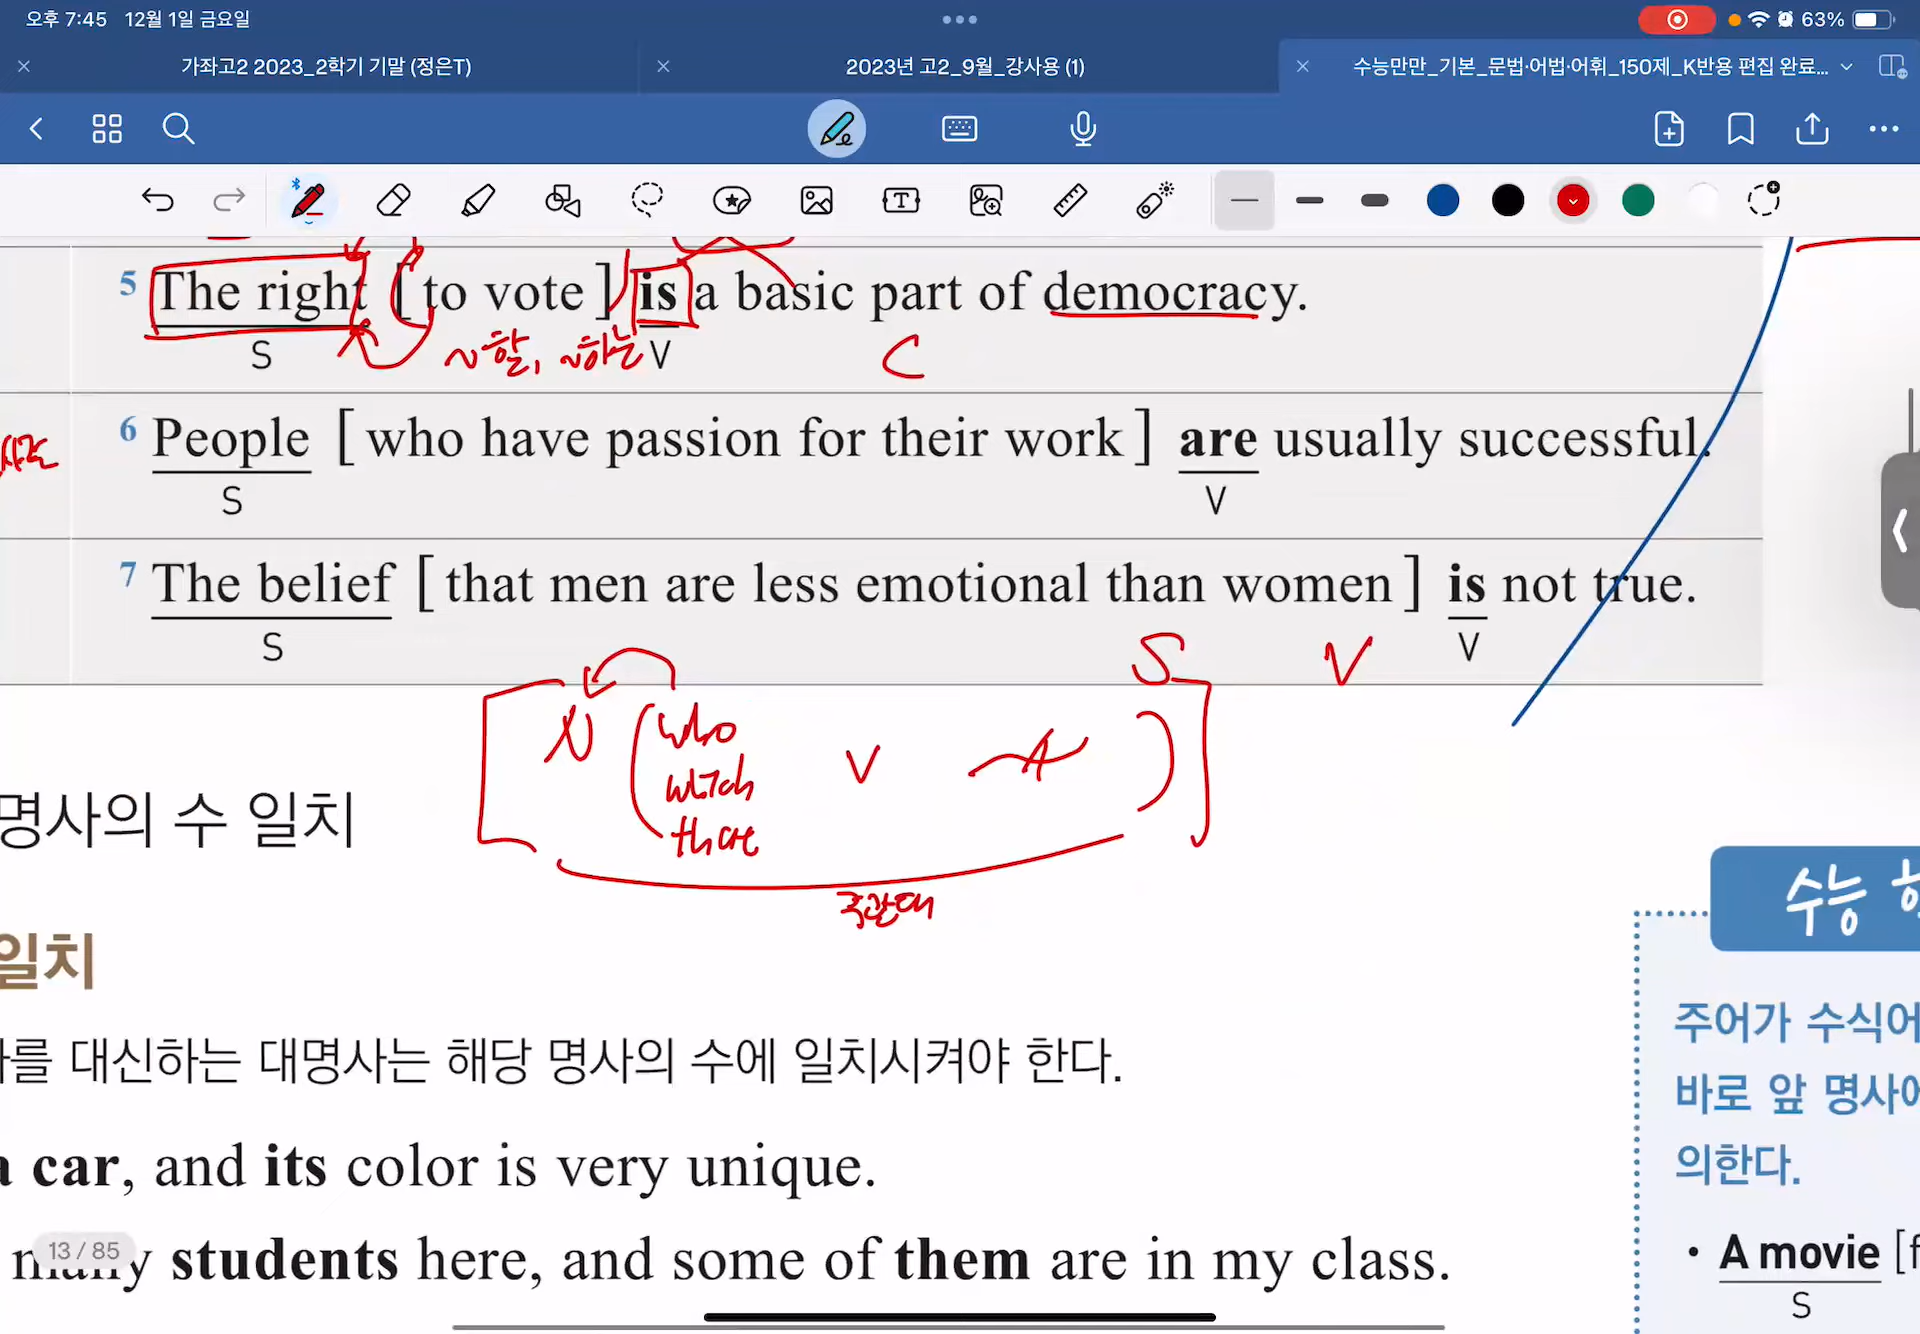 오후 7:45 12월 1일 금요일 63%
가좌고2 2023_2학기 기말 (정은T) 2023년 고2_9월_강사용 (1) 수능만만_기본_문법·어법·어휘_150제_K반용 편집 완료...
5 The right [to vote] is a basic part of democracy.
S ~할, ~하는 V C
6 People [who have passion for their work] are usually successful.
S V
7 The belief [that men are less emotional than women] is not true.
S V
S V
N (who V )
which
that
주관대
명사의 수 일치
일치
를 대신하는 대명사는 해당 명사의 수에 일치시켜야 한다.
a car, and its color is very unique.
many students here, and some of them are in my class.
13 / 85
수능
주어가 수식어
바로 앞 명사에
의한다.
• A movie [f
S